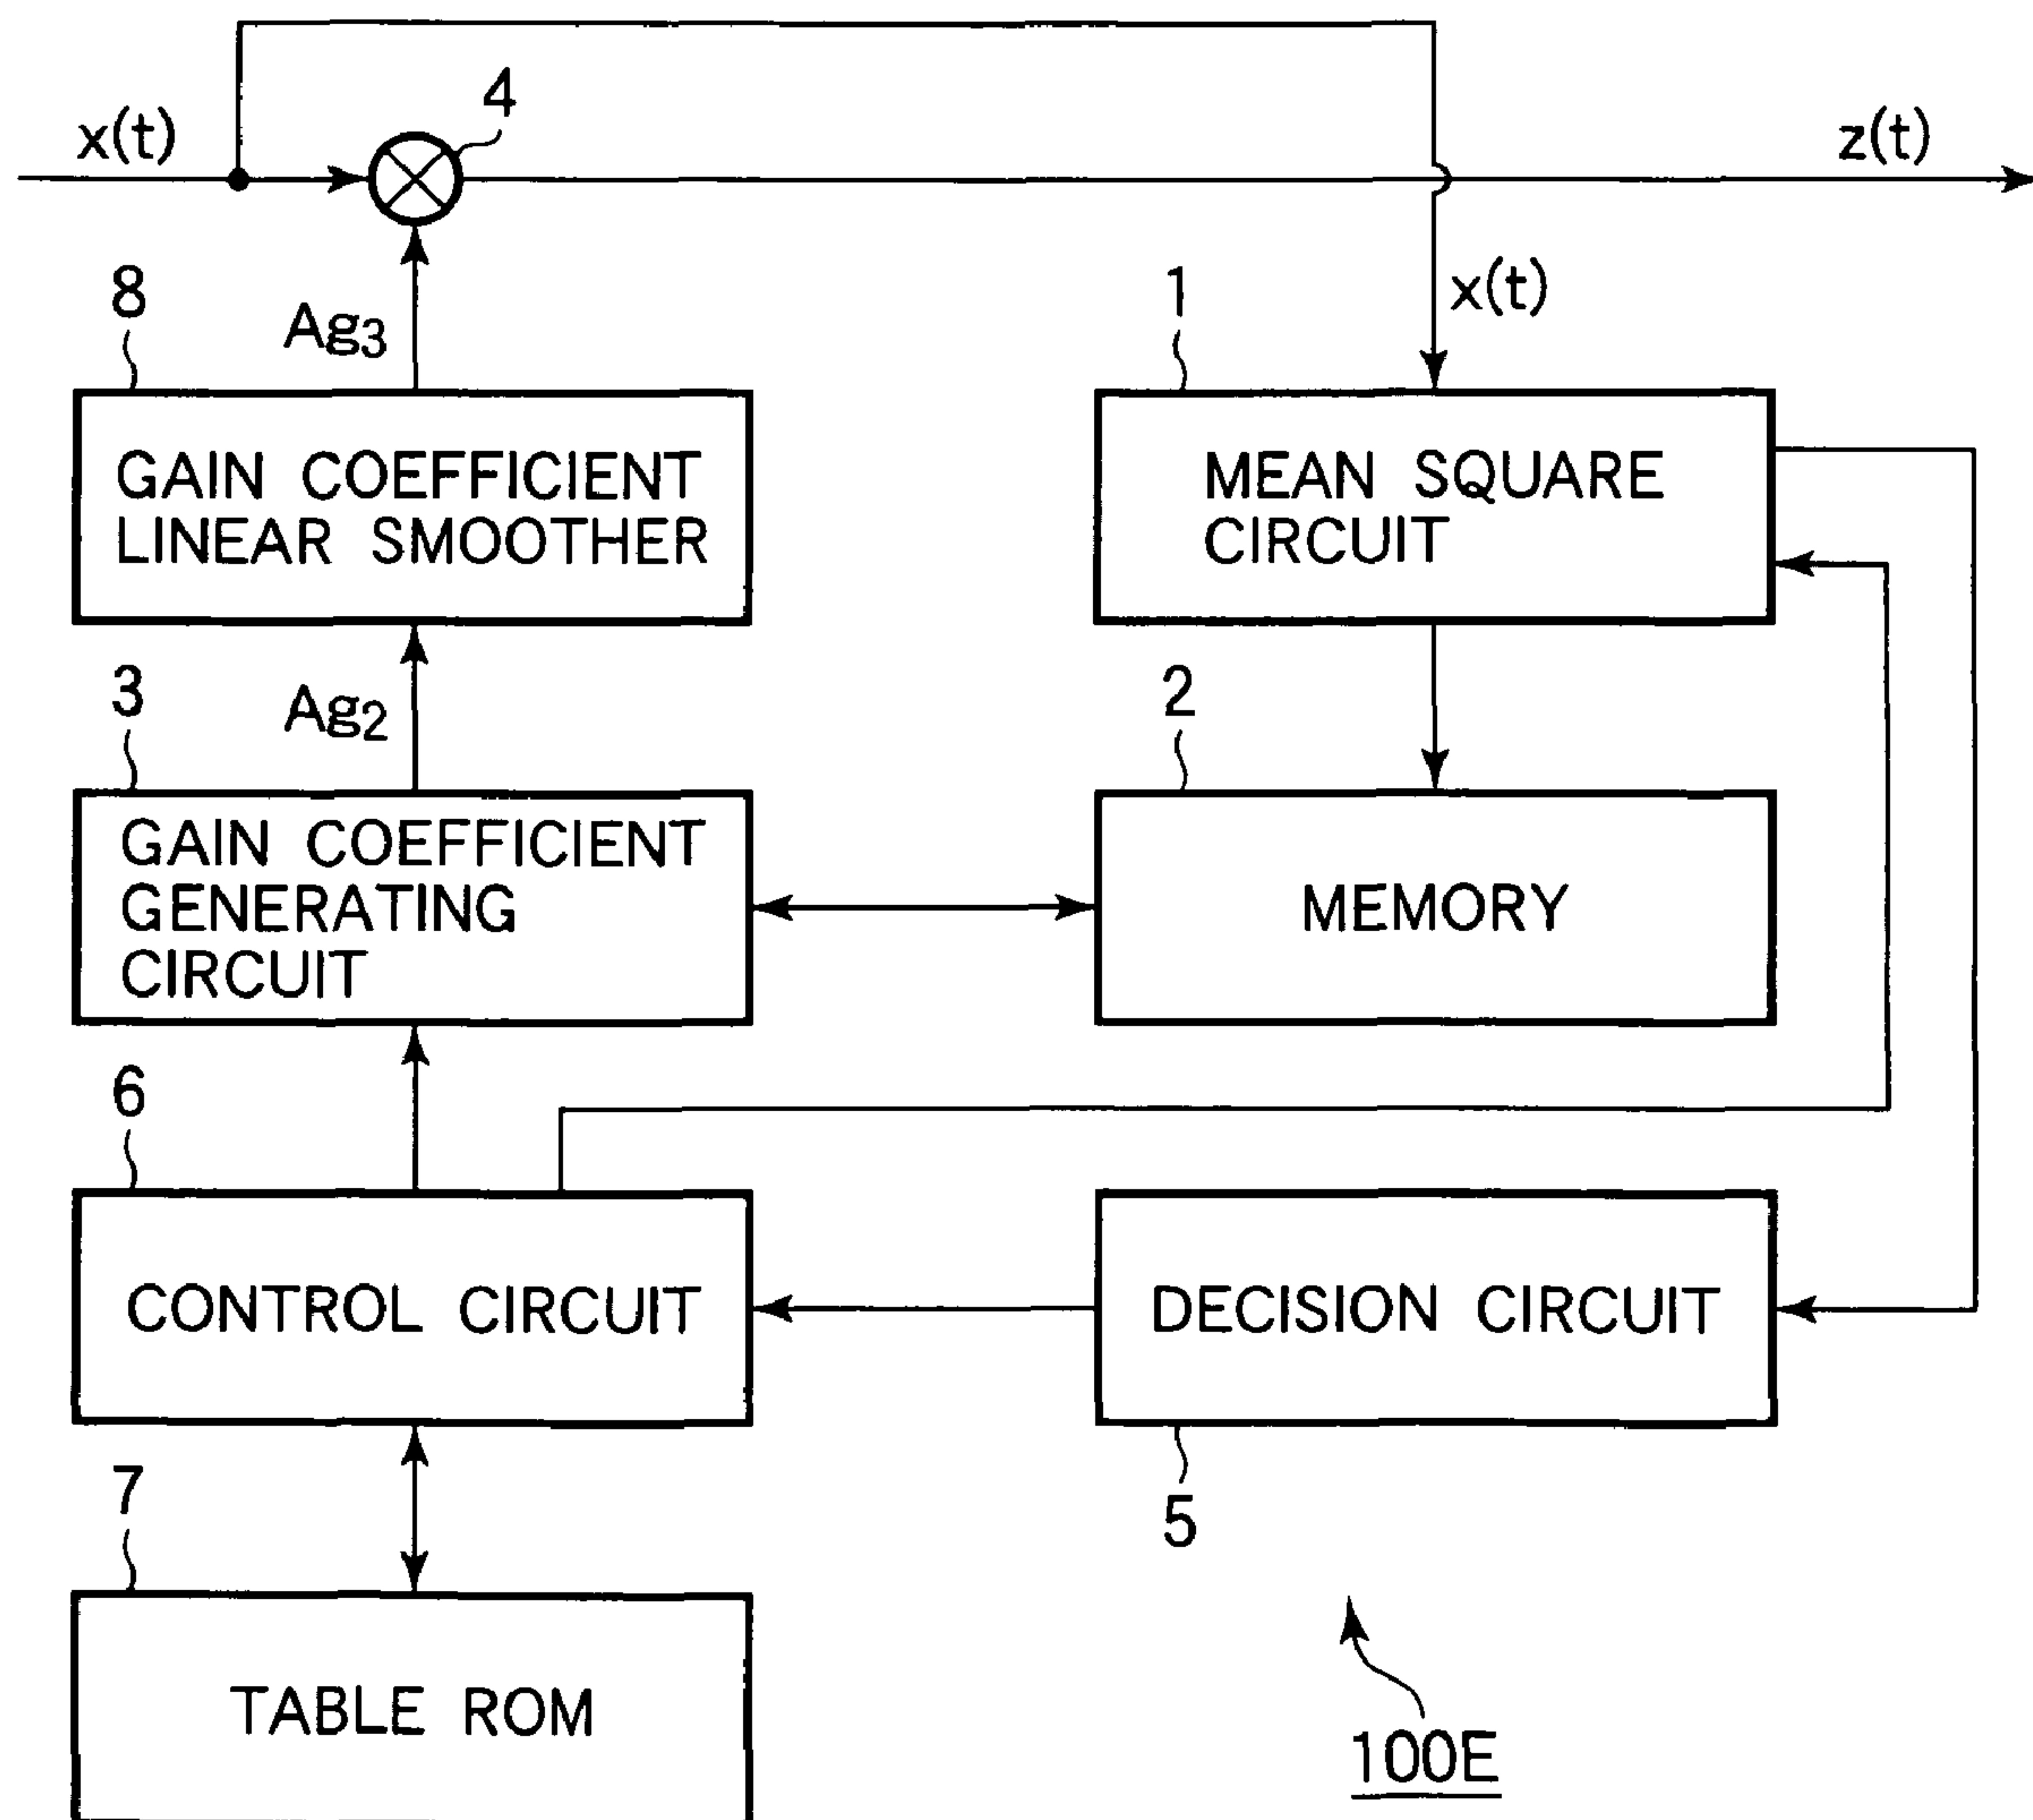 4
x(t)
z(t)
8
Ag3
1
x(t)
GAIN COEFFICIENT
LINEAR SMOOTHER
MEAN SQUARE
CIRCUIT
3
Ag2
2
GAIN COEFFICIENT
GENERATING
CIRCUIT
MEMORY
6
CONTROL CIRCUIT
DECISION CIRCUIT
7
5
TABLE ROM
100E